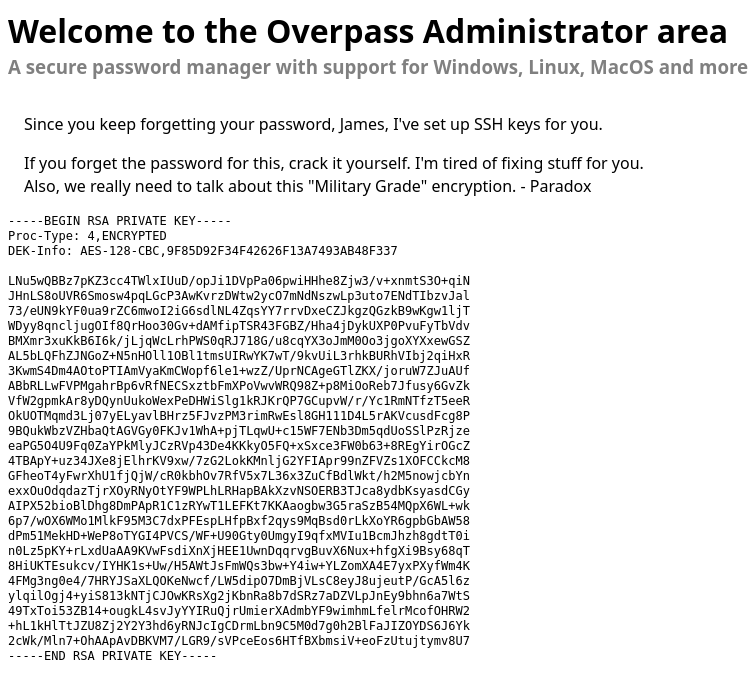 Welcome to the Overpass Administrator area
A secure password manager with support for Windows, Linux, MacOS and more
Since you keep forgetting your password, James, I've set up SSH keys for you.
If you forget the password for this, crack it yourself. I'm tired of fixing stuff for you.
Also, we really need to talk about this "Military Grade" encryption. - Paradox
-----BEGIN RSA PRIVATE KEY-----
Proc-Type: 4,ENCRYPTED
DEK-Info: AES-128-CBC,9F85D92F34F42626F13A7493AB48F337

LNu5wQBBz7pKZ3cc4TWlxIUuD/opJi1DVpPa06pwiHHhe8Zjw3/v+xnmtS3O+qiN
JHnLS8oUVR6Smosw4pqLGcP3AwKvrzDWtw2ycO7mNdNszwLp3uto7ENdTIbzvJal
73/eUN9kYF0ua9rZC6mwoI2iG6sdlNL4ZqsYY7rrvDxeCZJkgzQGzkB9wKgw1ljT
WDyy8qncljugOIf8QrHoo30Gv+dAMfipTSR43FGBZ/Hha4jDykUXP0PvuFyTbVdv
BMXmr3xuKkB6I6k/jLjqWcLrhPWS0qRJ718G/u8cqYX3oJmM0Oo3jgoXYXxewGSZ
AL5bLQFhZJNGoZ+N5nHOll1OBl1tmsUIRwYK7wT/9kvUiL3rhkBURhVIbj2qiHxR
3KwmS4Dm4AOtoPTIAmVyaKmCWopf6le1+wzZ/UprNCAgeGTlZKX/joruW7ZJuAUf
ABbRLLwFVPMgahrBp6vRfNECSxztbFmXPoVwvWRQ98Z+p8MiOoReb7Jfusy6GvZk
VfW2gpmkAr8yDQynUukoWexPeDHWiSlg1kRJKrQP7GCupvW/r/Yc1RmNTfzT5eeR
OkUOTMqmd3Lj07yELyavlBHrz5FJvzPM3rimRwEsl8GH111D4L5rAKVcusdFcg8P
9BQukWbzVZHbaQtAGVGy0FKJv1WhA+pjTLqwU+c15WF7ENb3Dm5qdUoSSlPzRjze
eaPG5O4U9Fq0ZaYPkMlyJCzRVp43De4KKkyO5FQ+xSxce3FW0b63+8REgYirOGcZ
4TBApY+uz34JXe8jElhrKV9xw/7zG2LokKMnljG2YFIApr99nZFVZs1XOFCCkcM8
GFheoT4yFwrXhU1fjQjW/cR0kbhOv7RfV5x7L36x3ZuCfBdlWkt/h2M5nowjcbYn
exxOuOdqdazTjrXOyRNyOtYF9WPLhLRHapBAkXzvNSOERB3TJca8ydbKsyasdCGy
AIPX52bioBlDhg8DmPApR1C1zRYwT1LEFKt7KKAaogbw3G5raSzB54MQpX6WL+wk
6p7/wOX6WMo1MlkF95M3C7dxPFEspLHfpBxf2qys9MqBsd0rLkXoYR6gpbGbAW58
dPm51MekHD+WeP8oTYGI4PVCS/WF+U90Gty0UmgyI9qfxMVIu1BcmJhzh8gdtT0i
n0Lz5pKY+rLxdUaAA9KVwFsdiXnXjHEE1UwnDqqrvgBuvX6Nux+hfgXi9Bsy68qT
8HiUKTEsukcv/IYHK1s+Uw/H5AWtJsFmWQs3bw+Y4iw+YLZomXA4E7yxPXyfWm4K
4FMg3ng0e4/7HRYJSaXLQOKeNwcf/LW5dipO7DmBjVLsC8eyJ8ujeutP/GcA5l6z
ylqilOgj4+yiS813kNTjCJOwKRsXg2jKbnRa8b7dSRz7aDZVLpJnEy9bhn6a7WtS
49TxToi53ZB14+ougkL4svJyYYIRuQjrUmierXAdmbYF9wimhmLfelrMcofOHRW2
+hL1kHlTtJZU8Zj2Y2Y3hd6yRNJcIgCDrmLbn9C5M0d7g0h2BlFaJIZOYDS6J6Yk
2cWk/Mln7+OhAApAvDBKVM7/LGR9/sVPceEos6HTfBXbmsiV+eoFzUtujtymv8U7
-----END RSA PRIVATE KEY-----